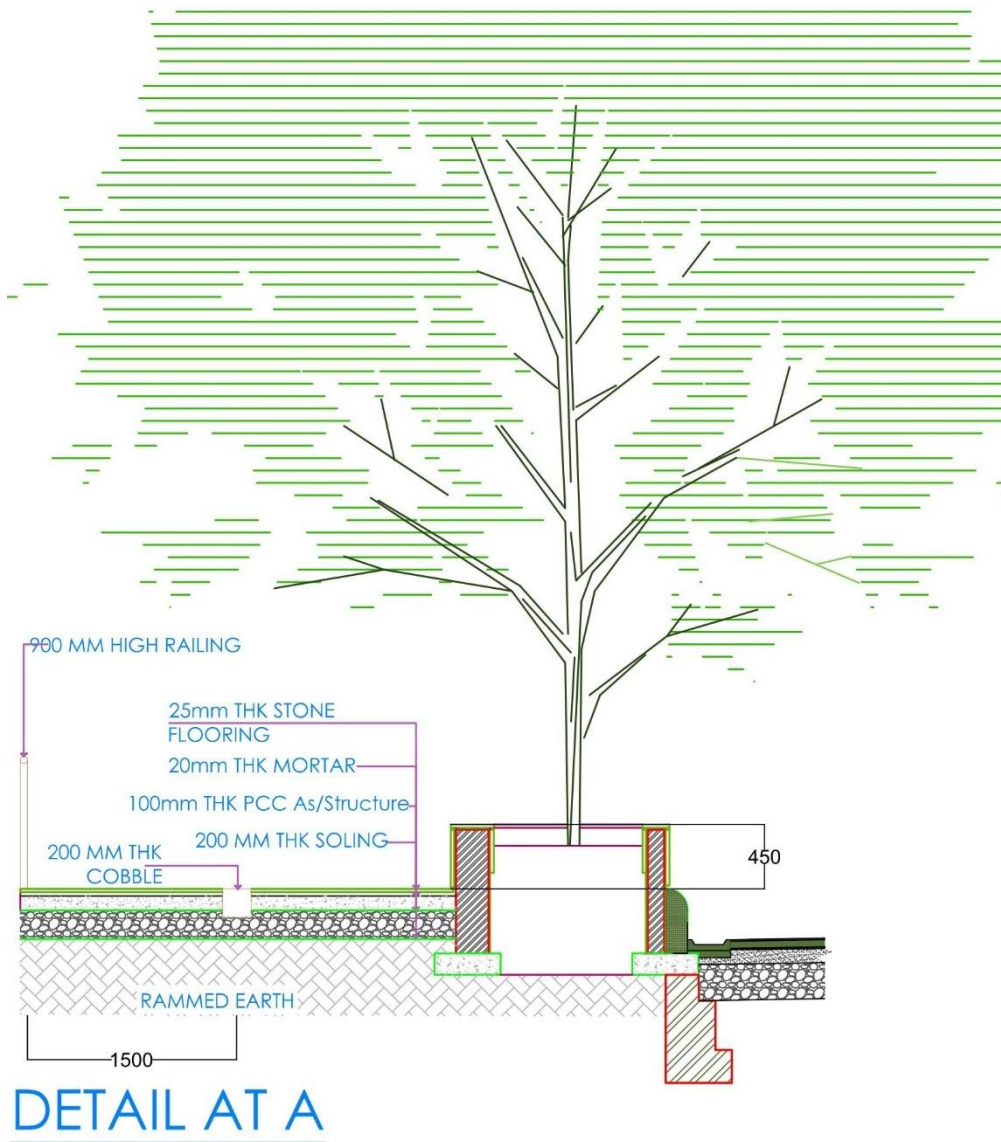 900 MM HIGH RAILING
25mm THK STONE
FLOORING
20mm THK MORTAR
100mm THK PCC As/Structure
200 MM THK SOLING
200 MM THK
COBBLE
450
RAMMED EARTH
1500
DETAIL AT A